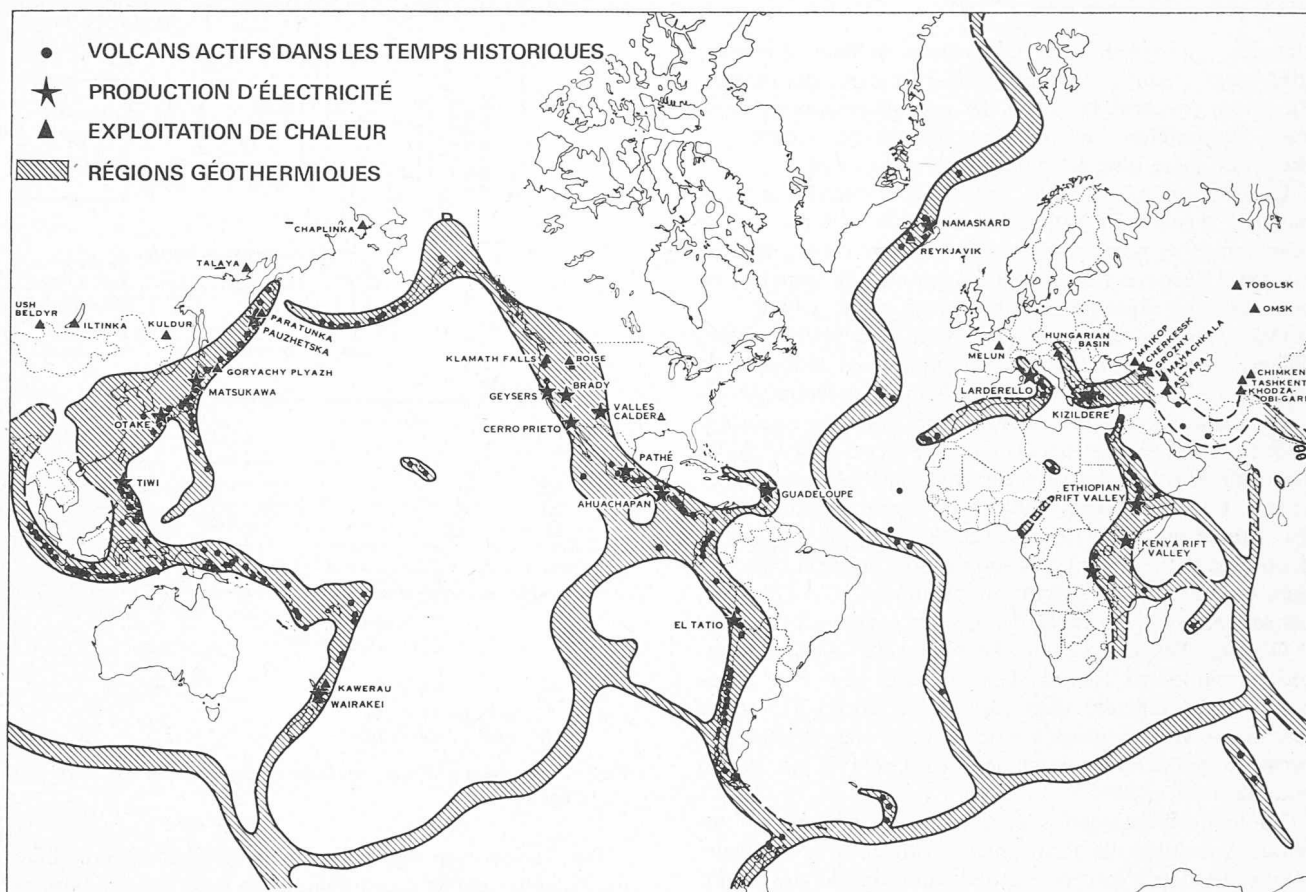 VOLCANS ACTIFS DANS LES TEMPS HISTORIQUES
PRODUCTION D'ÉLECTRICITÉ
EXPLOITATION DE CHALEUR
RÉGIONS GÉOTHERMIQUES
CHAPLINKA
TALAYA
USH
BELDYR
ILTINKA
KULDUR
PARATUNKA
PAUZHETSKA
GORYACHY PLYAZH
MATSUKAWA
OTAKE
TIWI
KAWERAU
WAIRAKEI
KLAMATH FALLS
BOISE
BRADY
GEYSERS
VALLES
CALDER
CERRO PRIETO
PATHÉ
AHUACHAPAN
GUADELOUPE
EL TATIO
NAMASKARD
REYKJAVIK
MELUN
HUNGARIAN
BASIN
LARDERELLO
KIZILDERE
MAIKOP
CHERKESSK
GROZNY
MAHACHKALA
ASTARA
TOBOLSK
OMSK
CHIMKEN
TASHKENT
KHODZA-
OBI-GARM
ETHIOPIAN
RIFT VALLEY
KENYA RIFT
VALLEY